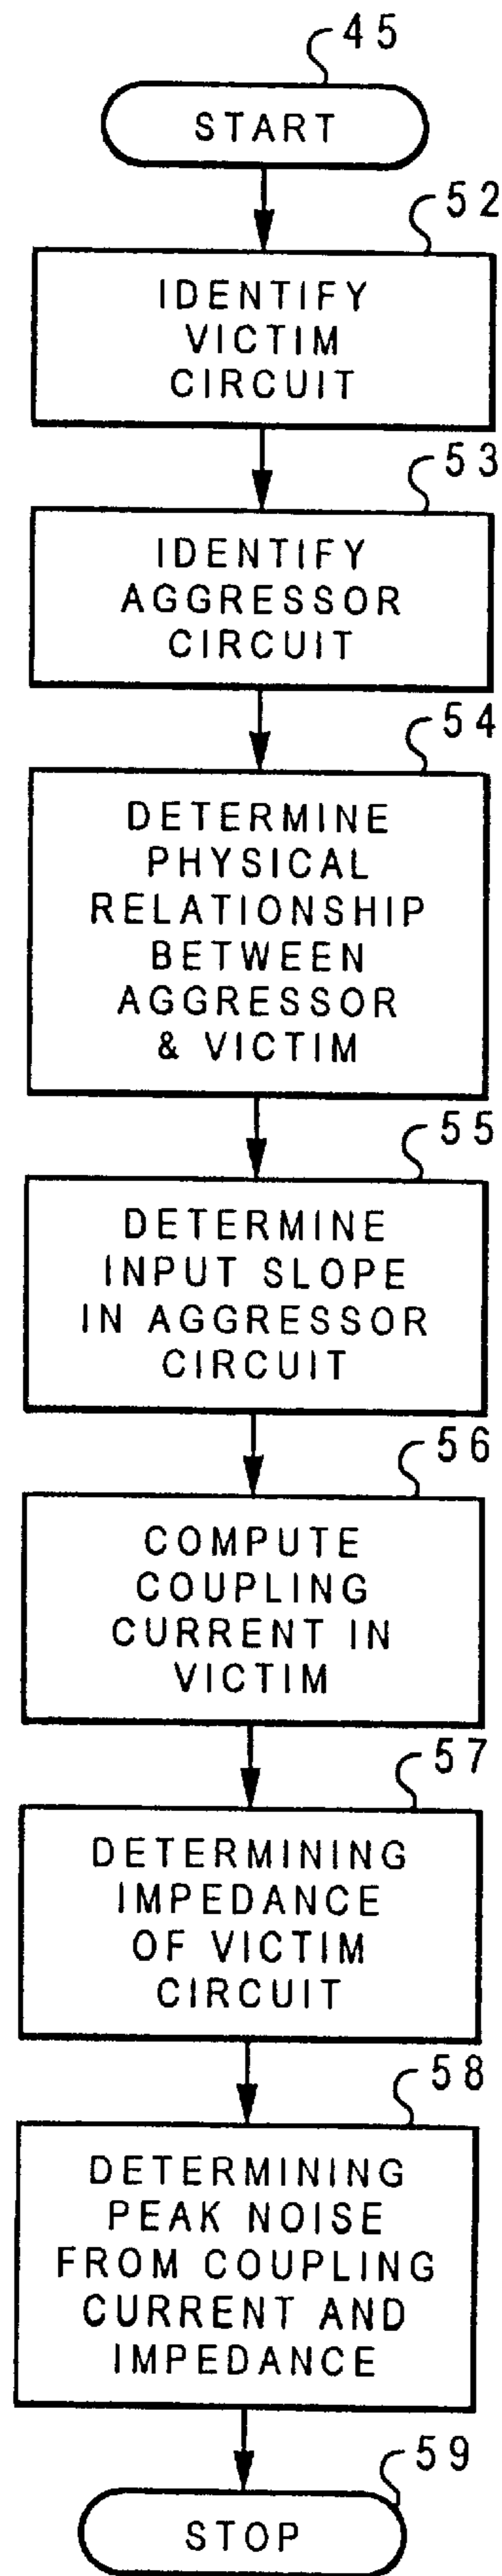 45
START
52
IDENTIFY
VICTIM
CIRCUIT
53
IDENTIFY
AGGRESSOR
CIRCUIT
54
DETERMINE
PHYSICAL
RELATIONSHIP
BETWEEN
AGGRESSOR
& VICTIM
55
DETERMINE
INPUT SLOPE
IN AGGRESSOR
CIRCUIT
56
COMPUTE
COUPLING
CURRENT IN
VICTIM
57
DETERMINING
IMPEDANCE
OF VICTIM
CIRCUIT
58
DETERMINING
PEAK NOISE
FROM COUPLING
CURRENT AND
IMPEDANCE
59
STOP